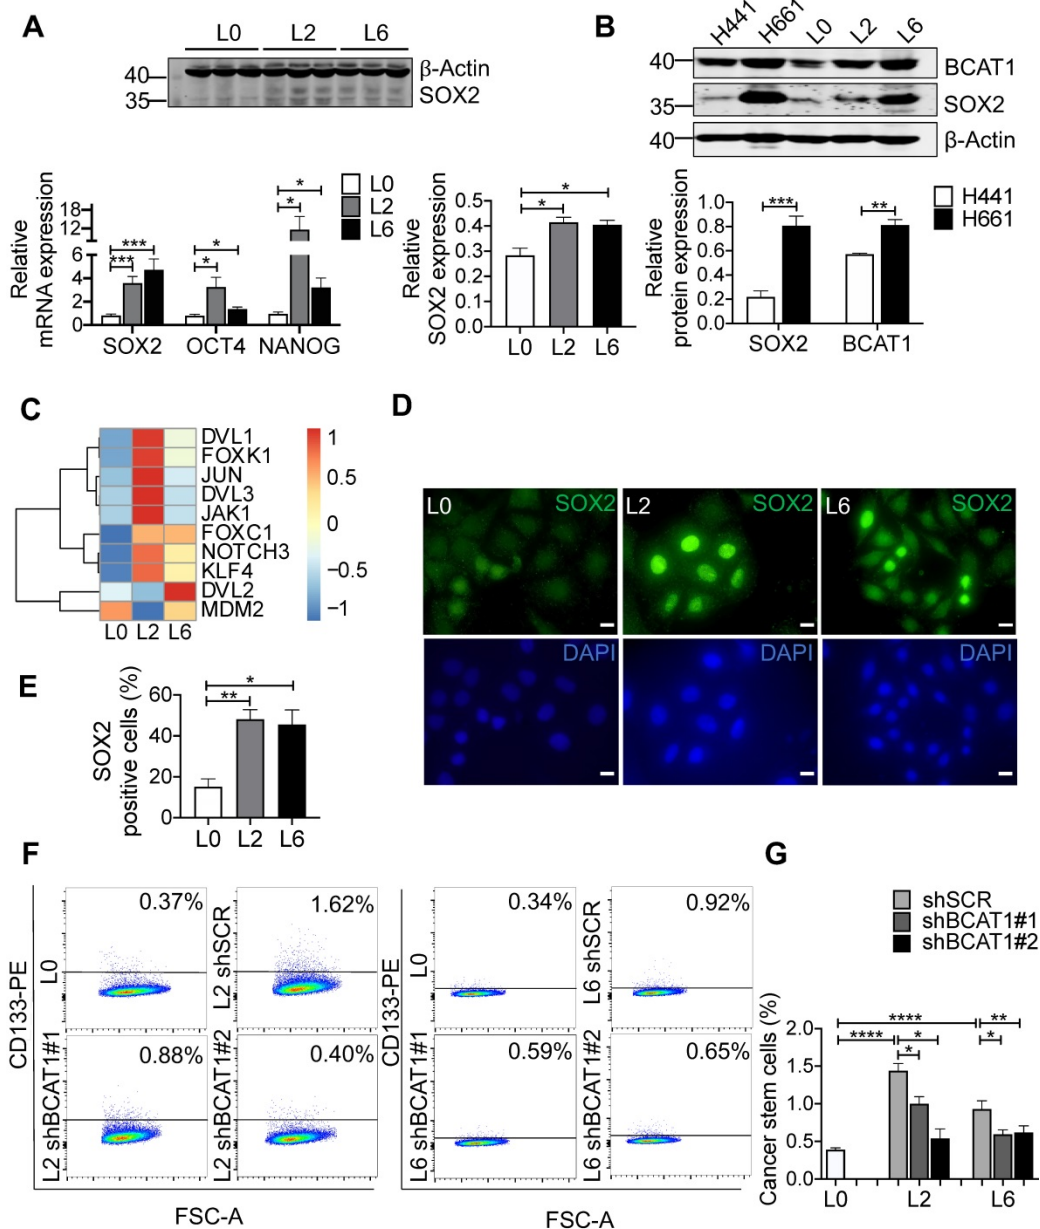 A
L0 L2 L6
40
35
β-Actin
SOX2
Relative
mRNA expression
18
12
6
4
2
0
***
***
*
*
*
*
SOX2 OCT4 NANOG
L0
L2
L6
Relative
SOX2 expression
0.5
0.4
0.3
0.2
0.1
0.0
*
*
L0 L2 L6
B
H441 H661 L0 L2 L6
40
35
40
BCAT1
SOX2
β-Actin
Relative
protein expression
1.0
0.8
0.6
0.4
0.2
0.0
***
**
SOX2 BCAT1
H441
H661
C
DVL1
FOXK1
JUN
DVL3
JAK1
FOXC1
NOTCH3
KLF4
DVL2
MDM2
L0 L2 L6
1
0.5
0
−0.5
−1
D
L0 SOX2
L2 SOX2
L6 SOX2
DAPI
DAPI
DAPI
E
SOX2
positive cells (%)
60
40
20
0
*
**
L0 L2 L6
F
CD133-PE
L0
0.37%
L2 shSCR
1.62%
L2 shBCAT1#1
0.88%
L2 shBCAT1#2
0.40%
FSC-A
CD133-PE
L0
0.34%
L6 shSCR
0.92%
L6 shBCAT1#1
0.59%
L6 shBCAT1#2
0.65%
FSC-A
G
shSCR
shBCAT1#1
shBCAT1#2
Cancer stem cells (%)
2.0
1.5
1.0
0.5
0.0
**** **
**** * *
*
L0 L2 L6